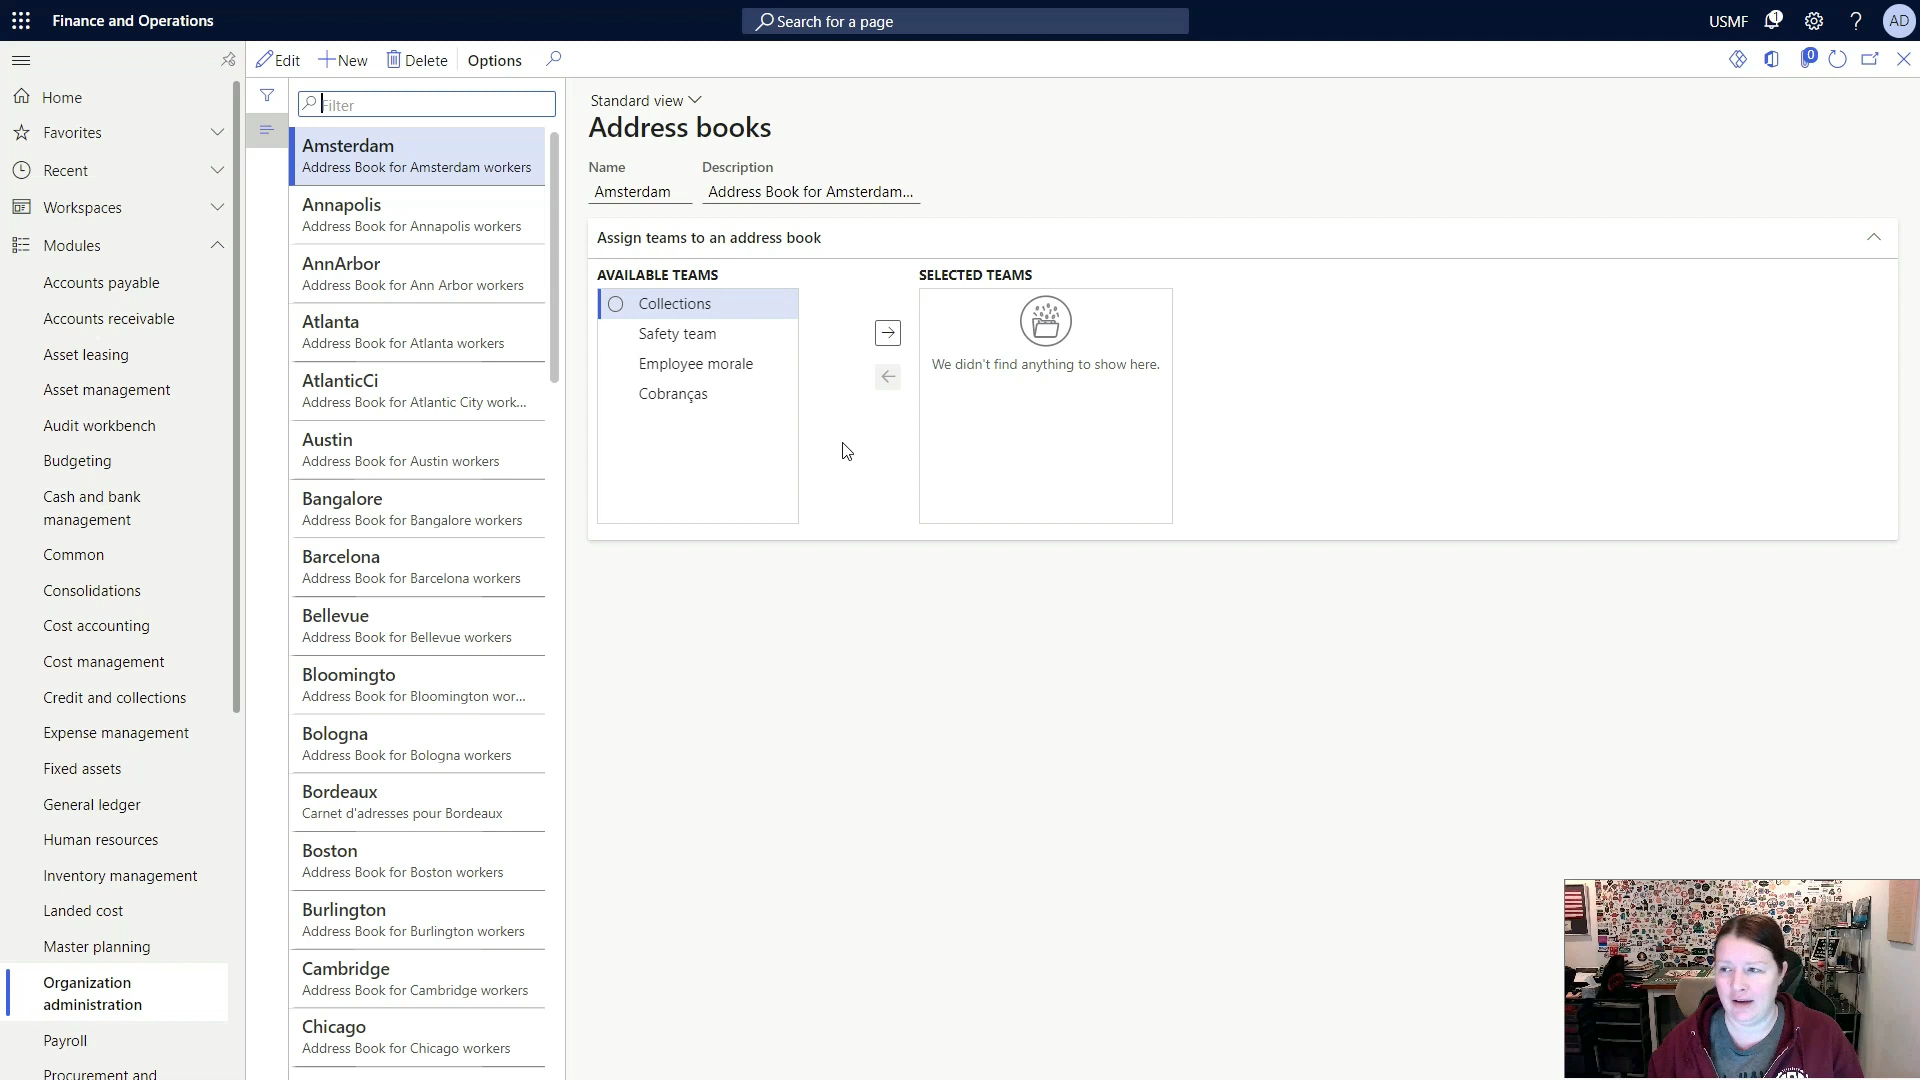 Finance and Operations
Search for a page
USMF
1
?
AD
Edit
New
Delete
Options
0
Home
Favorites
Recent
Workspaces
Modules
Accounts payable
Accounts receivable
Asset leasing
Asset management
Audit workbench
Budgeting
Cash and bank
management
Common
Consolidations
Cost accounting
Cost management
Credit and collections
Expense management
Fixed assets
General ledger
Human resources
Inventory management
Landed cost
Master planning
Organization
administration
Payroll
Procurement and
Filter
Amsterdam
Address Book for Amsterdam workers
Annapolis
Address Book for Annapolis workers
AnnArbor
Address Book for Ann Arbor workers
Atlanta
Address Book for Atlanta workers
AtlanticCi
Address Book for Atlantic City work...
Austin
Address Book for Austin workers
Bangalore
Address Book for Bangalore workers
Barcelona
Address Book for Barcelona workers
Bellevue
Address Book for Bellevue workers
Bloomingto
Address Book for Bloomington wor...
Bologna
Address Book for Bologna workers
Bordeaux
Carnet d'adresses pour Bordeaux
Boston
Address Book for Boston workers
Burlington
Address Book for Burlington workers
Cambridge
Address Book for Cambridge workers
Chicago
Address Book for Chicago workers
Standard view
Address books
Name
Description
Amsterdam
Address Book for Amsterdam...
Assign teams to an address book
AVAILABLE TEAMS
Collections
Safety team
Employee morale
Cobranças
SELECTED TEAMS
We didn't find anything to show here.